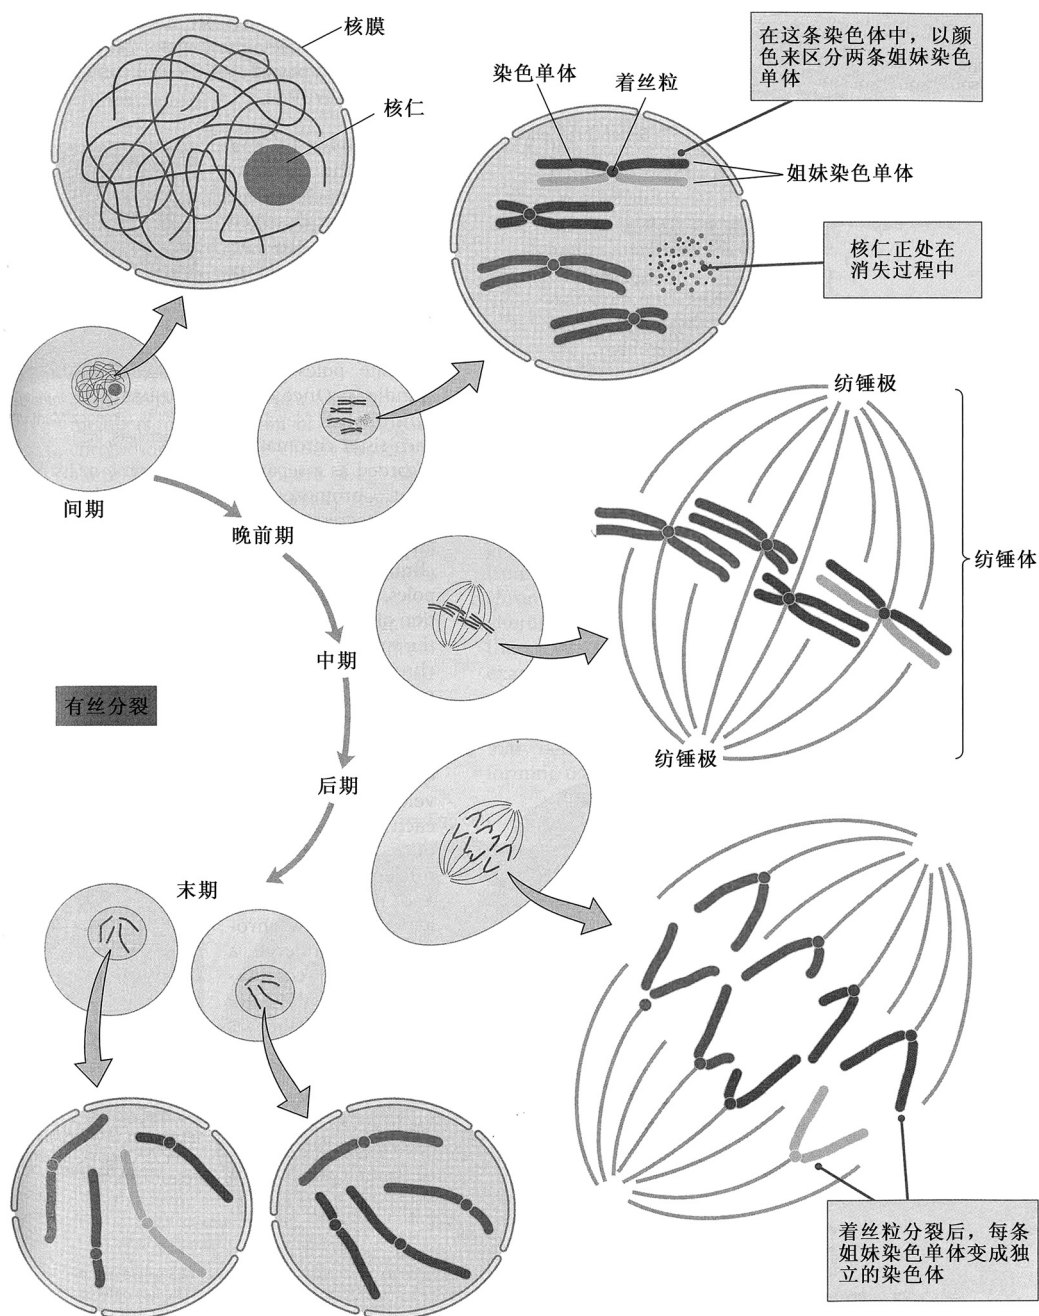 核膜
核仁
在这条染色体中，以颜
色来区分两条姐妹染色
单体
染色单体
着丝粒
姐妹染色单体
核仁正处在
消失过程中
间期
晚前期
纺锤极
纺锤体
中期
有丝分裂
纺锤极
后期
末期
着丝粒分裂后，每条
姐妹染色单体变成独
立的染色体